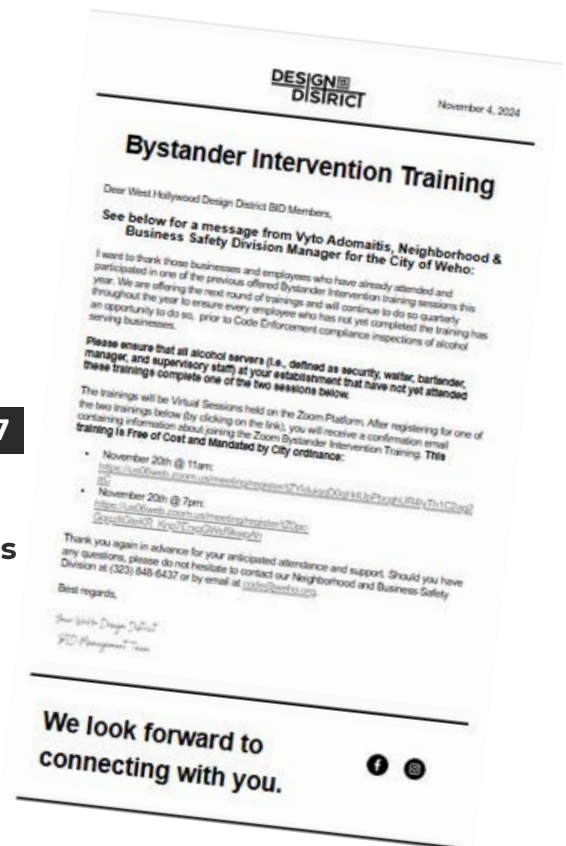 DESIGN
DISTRICT
November 4, 2024
Bystander Intervention Training
Dear West Hollywood Design District BID Members,
See below for a message from Vyto Adomaitis, Neighborhood &
Business Safety Division Manager for the City of Weho:
I want to thank those businesses and employees who have already attended and
participated in one of the previous offered Bystander Intervention training sessions this
year. We are offering the next round of trainings and will continue to do so quarterly
throughout the year to ensure every employee who has not yet completed the training has
an opportunity to do so, prior to Code Enforcement compliance inspections of alcohol
serving businesses.
Please ensure that all alcohol servers (i.e., defined as security, waiter, bartender,
manager, and supervisory staff) at your establishment that have not yet attended
these trainings complete one of the two sessions below.
7
The trainings will be Virtual Sessions held on the Zoom Platform. After registering for one of
the two trainings below (by clicking on the link), you will receive a confirmation email
containing information about joining the Zoom Bystander Intervention Training. This
training is Free of Cost and Mandated by City ordinance:
• November 20th @ 11am:
• November 20th @ 7pm:
s
Thank you again in advance for your anticipated attendance and support. Should you have
any questions, please do not hesitate to contact our Neighborhood and Business Safety
Division at (323) 848-6437 or by email at code@weho.org.
Best regards,
Your WeHo Design District
BID Management Team
We look forward to
connecting with you.